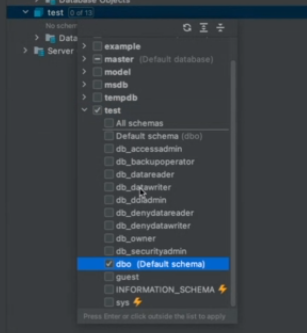 Database Objects
test 0 of 13
No schem
Data
Server
example
master (Default database)
model
msdb
tempdb
test
All schemas
Default schema (dbo)
db_accessadmin
db_backupoperator
db_datareader
db_datawriter
db_ddladmin
db_denydatareader
db_denydatawriter
db_owner
db_securityadmin
dbo (Default schema)
guest
INFORMATION_SCHEMA
sys
Press Enter or click outside the list to apply